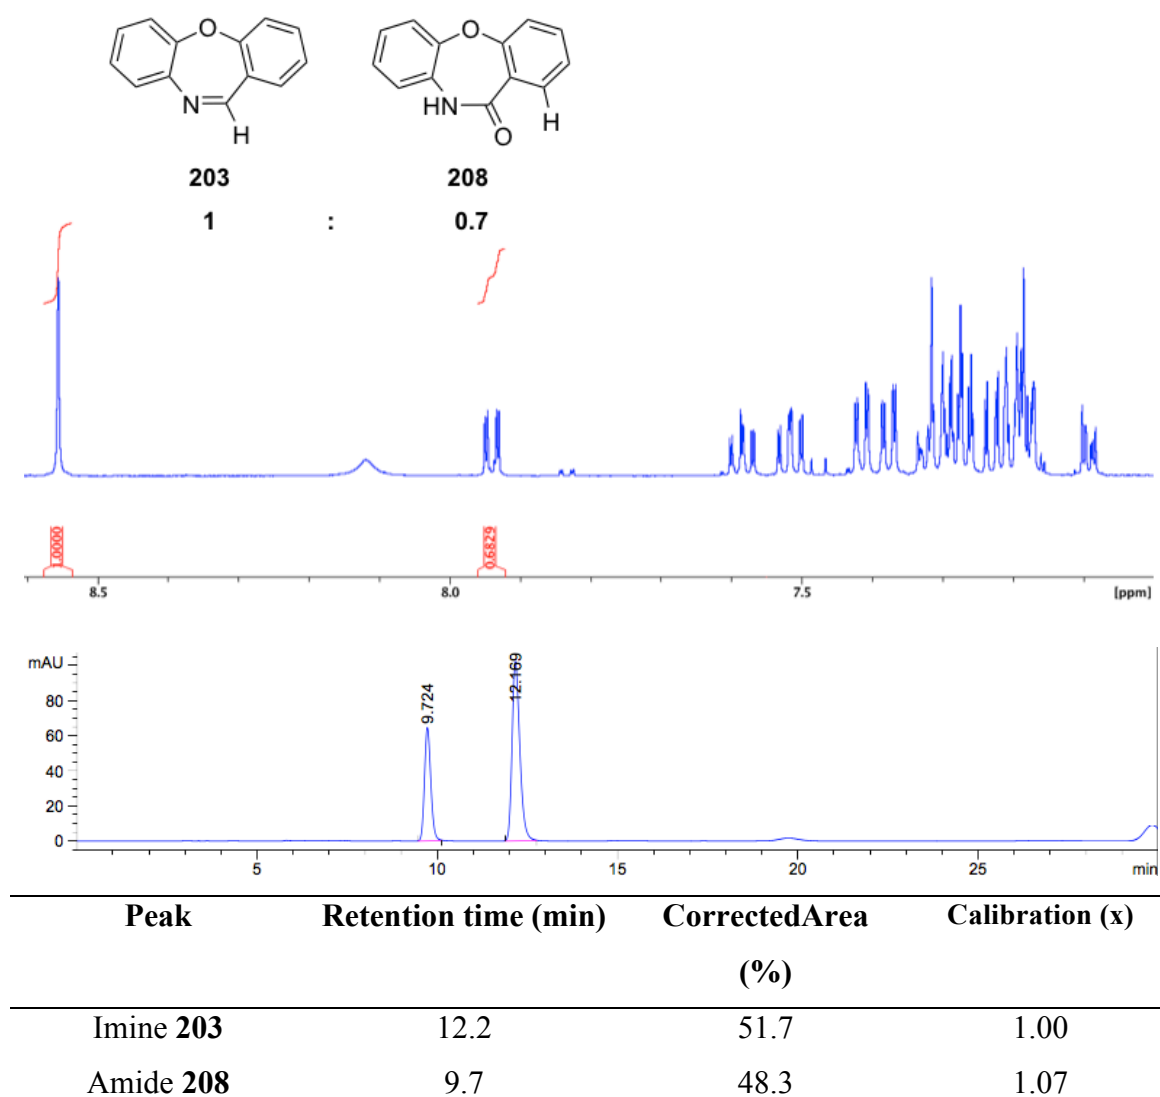 O O
N HN
H O H
203 208
1 : 0.7
1.0000 0.6829
8.5 8.0 7.5 [ppm]
mAU
80
60
40
20
0
9.724 12.169
5 10 15 20 25 min
Peak Retention time (min) CorrectedArea Calibration (x)
(%)
Imine 203 12.2 51.7 1.00
Amide 208 9.7 48.3 1.07